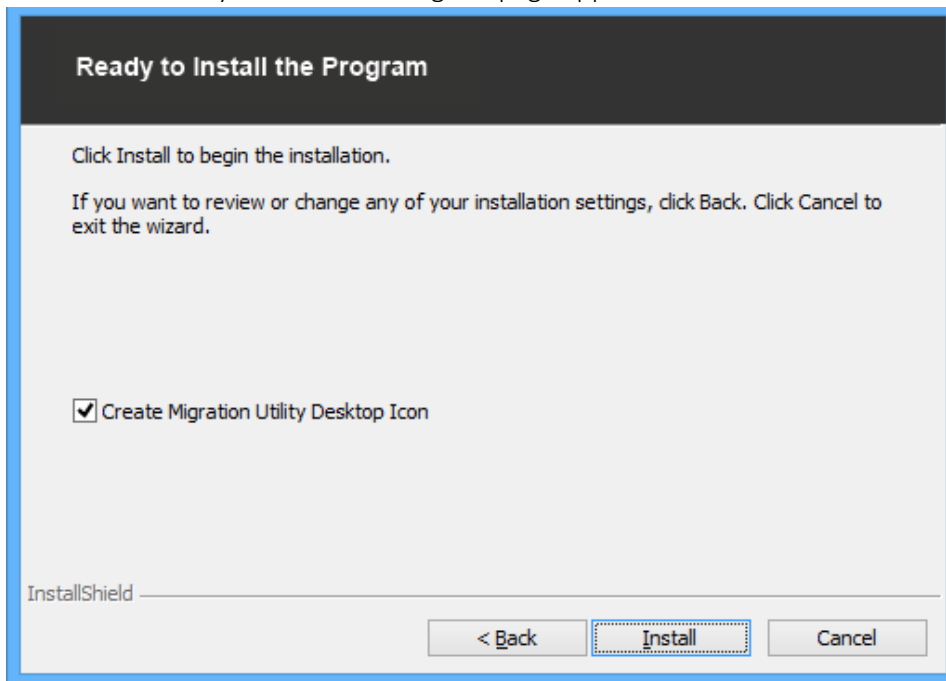 Ready to Install the Program
Click Install to begin the installation.
If you want to review or change any of your installation settings, click Back. Click Cancel to
exit the wizard.
Create Migration Utility Desktop Icon
InstallShield
< Back Install Cancel